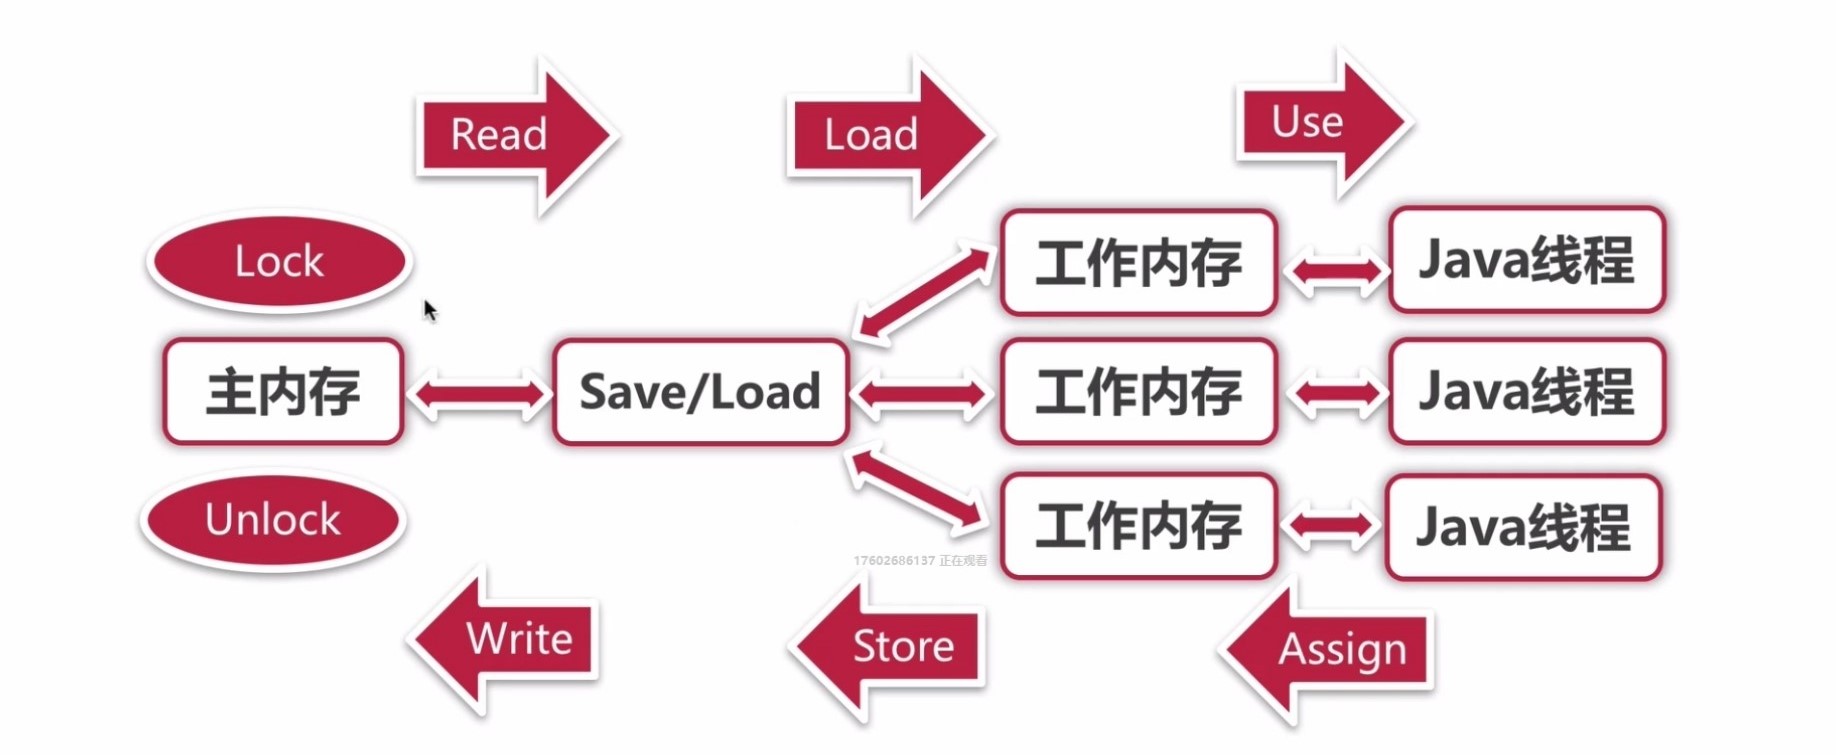 Read
Load
Use
Lock
工作内存
Java线程
主内存
Save/Load
工作内存
Java线程
Unlock
工作内存
Java线程
17602686137 正在观看
Write
Store
Assign